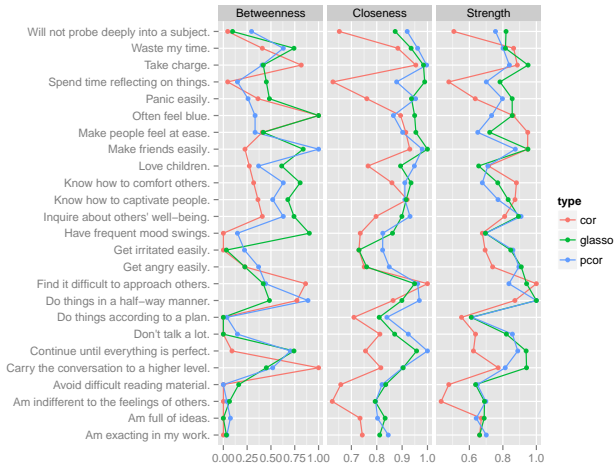 Betweenness Closeness Strength
Will not probe deeply into a subject.
Waste my time.
Take charge.
Spend time reflecting on things.
Panic easily.
Often feel blue.
Make people feel at ease.
Make friends easily.
Love children.
Know how to comfort others.
Know how to captivate people.
Inquire about others' well−being.
Have frequent mood swings.
Get irritated easily.
Get angry easily.
Find it difficult to approach others.
Do things in a half−way manner.
Do things according to a plan.
Don't talk a lot.
Continue until everything is perfect.
Carry the conversation to a higher level.
Avoid difficult reading material.
Am indifferent to the feelings of others.
Am full of ideas.
Am exacting in my work.
0.00 0.25 0.50 0.75 1.00 0.7 0.8 0.9 1.0 0.6 0.8 1.0
type
cor
glasso
pcor